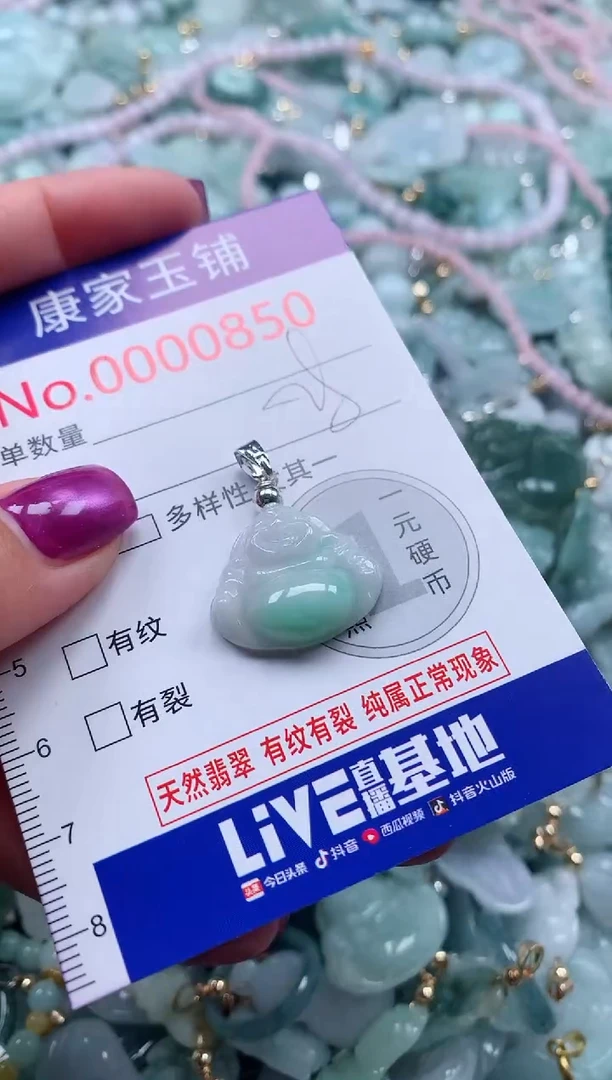 康家玉铺
No.0000850
单数量
多样性 其一
一元硬币
有纹
有裂
5
6
7
8
天然翡翠 有纹有裂 纯属正常现象
LiVE直播基地
头条 今日头条 抖音 西瓜视频 抖音火山版